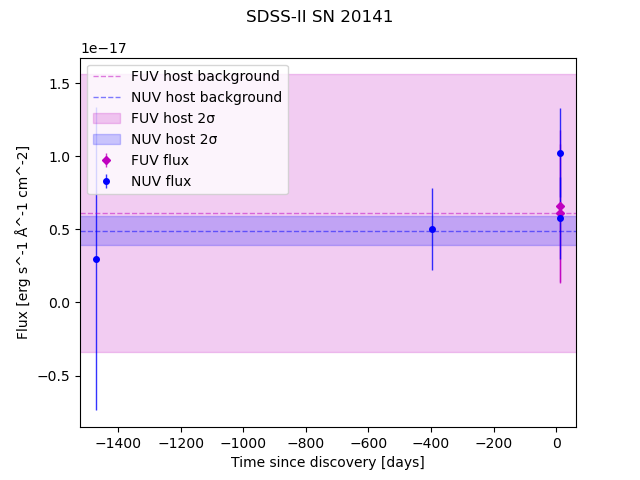 SDSS-II SN 20141
1e−17
FUV host background
NUV host background
FUV host 2σ
NUV host 2σ
FUV flux
NUV flux
1.5
1.0
0.5
0.0
−0.5
Flux [erg s^-1 Å^-1 cm^-2]
−1400 −1200 −1000 −800 −600 −400 −200 0
Time since discovery [days]